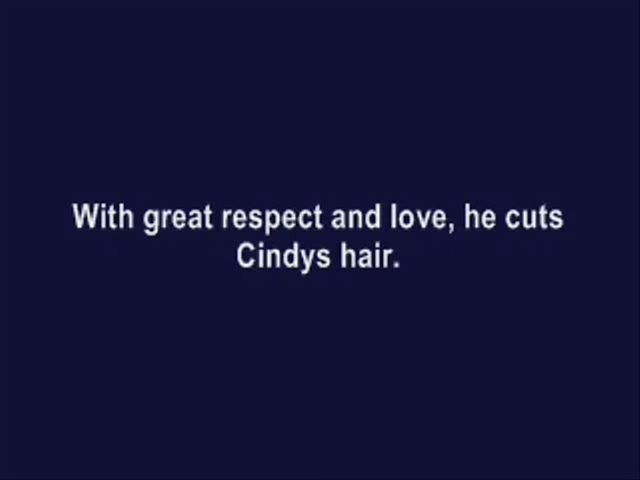 With great respect and love, he cuts
Cindys hair.